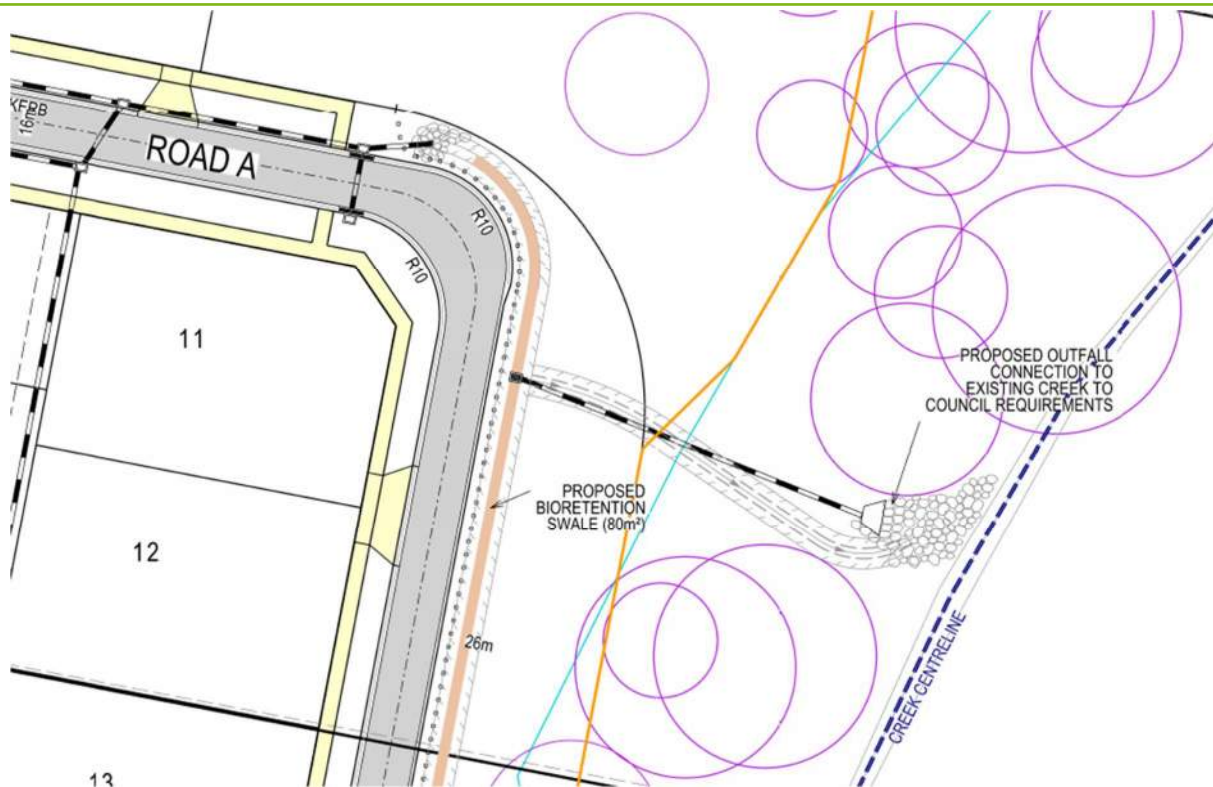 KERB
16m
ROAD A
R10
R10
11
12
13
PROPOSED
BIORETENTION
SWALE (80m²)
26m
PROPOSED OUTFALL
CONNECTION TO
EXISTING CREEK TO
COUNCIL REQUIREMENTS
CREEK CENTRELINE